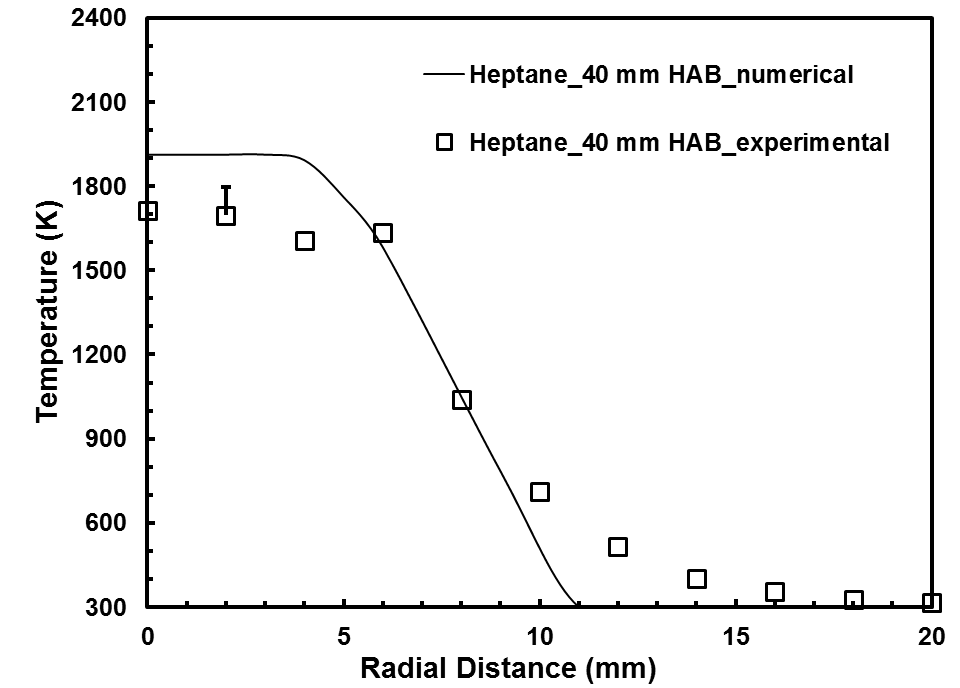 2400
2100
1800
1500
1200
900
600
300
Temperature (K)
Heptane_40 mm HAB_numerical
Heptane_40 mm HAB_experimental
0 5 10 15 20
Radial Distance (mm)